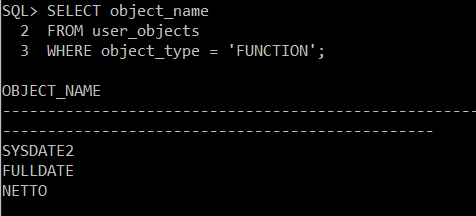 SQL> SELECT object_name
  2  FROM user_objects
  3  WHERE object_type = 'FUNCTION';
OBJECT_NAME
----------------------------------------------------
------------------------------------------------
SYSDATE2
FULLDATE
NETTO